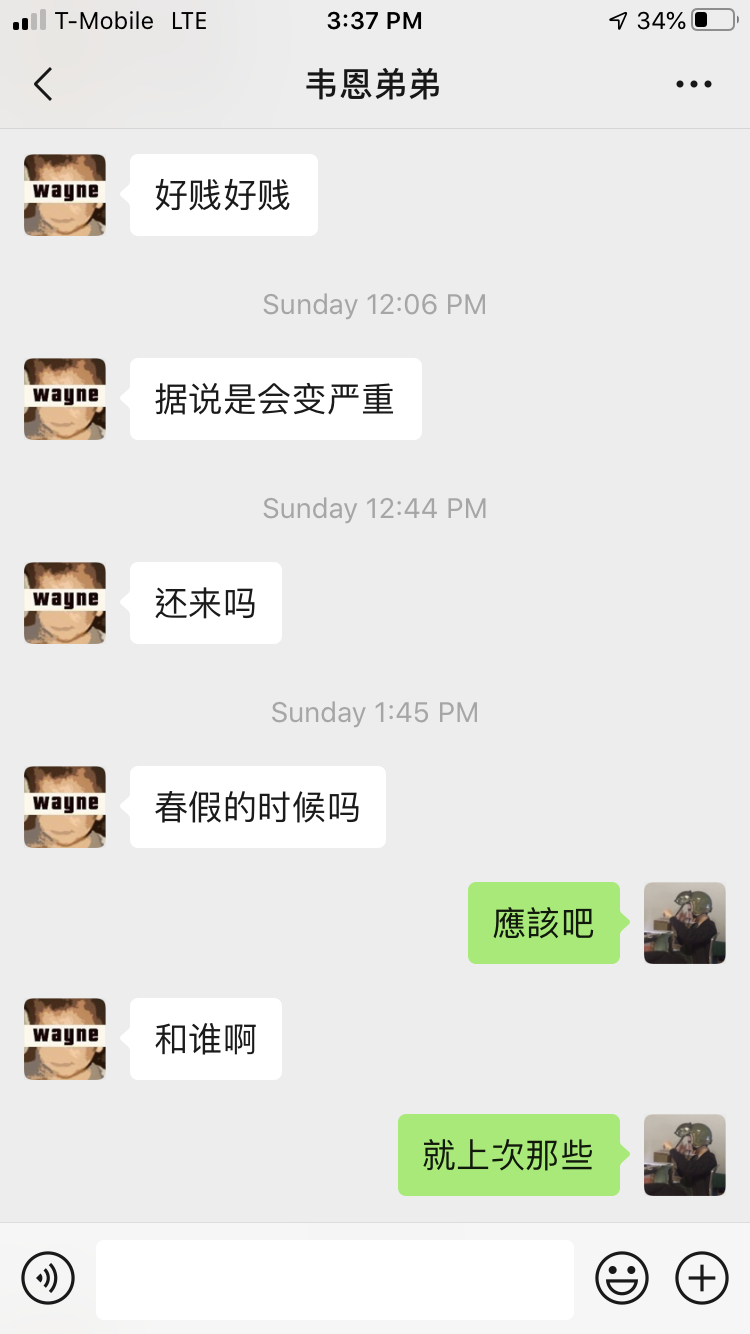 T-Mobile LTE 3:37 PM 34%
韦恩弟弟
wayne
好贱好贱
Sunday 12:06 PM
wayne
据说是会变严重
Sunday 12:44 PM
wayne
还来吗
Sunday 1:45 PM
wayne
春假的时候吗
應該吧
wayne
和谁啊
就上次那些